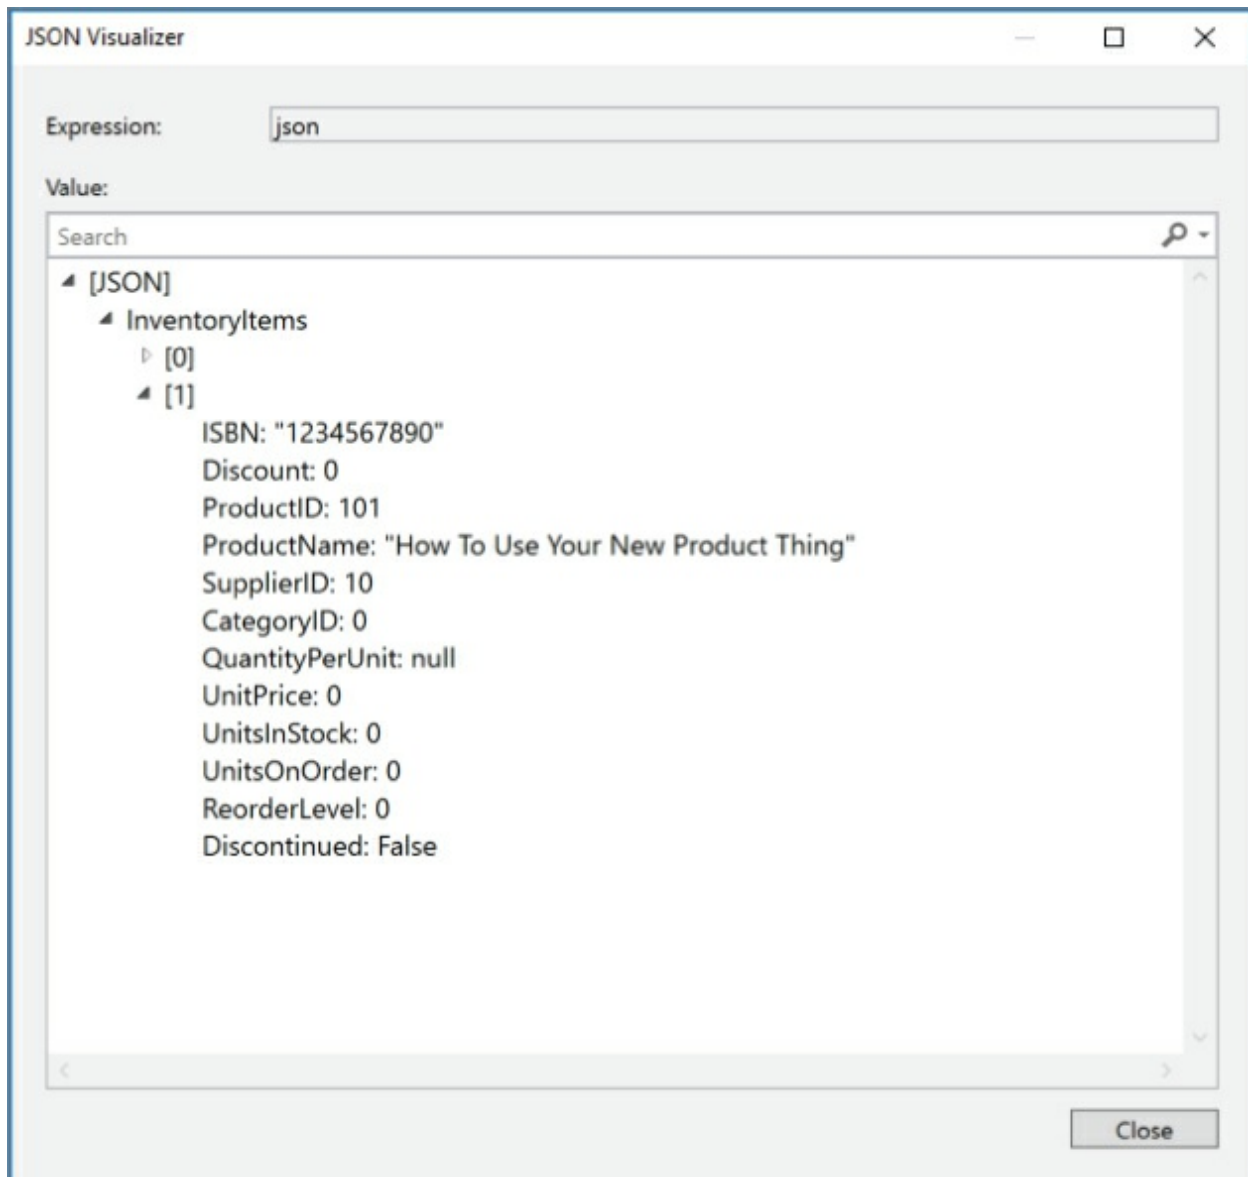 JSON Visualizer
Expression: json
Value:
Search
[JSON]
InventoryItems
[0]
[1]
ISBN: "1234567890"
Discount: 0
ProductID: 101
ProductName: "How To Use Your New Product Thing"
SupplierID: 10
CategoryID: 0
QuantityPerUnit: null
UnitPrice: 0
UnitsInStock: 0
UnitsOnOrder: 0
ReorderLevel: 0
Discontinued: False
Close